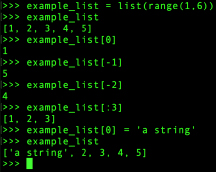 >>> example_list = list(range(1,6))
>>> example_list
[1, 2, 3, 4, 5]
>>> example_list[0]
1
>>> example_list[-1]
5
>>> example_list[-2]
4
>>> example_list[:3]
[1, 2, 3]
>>> example_list[0] = 'a string'
>>> example_list
['a string', 2, 3, 4, 5]
>>>